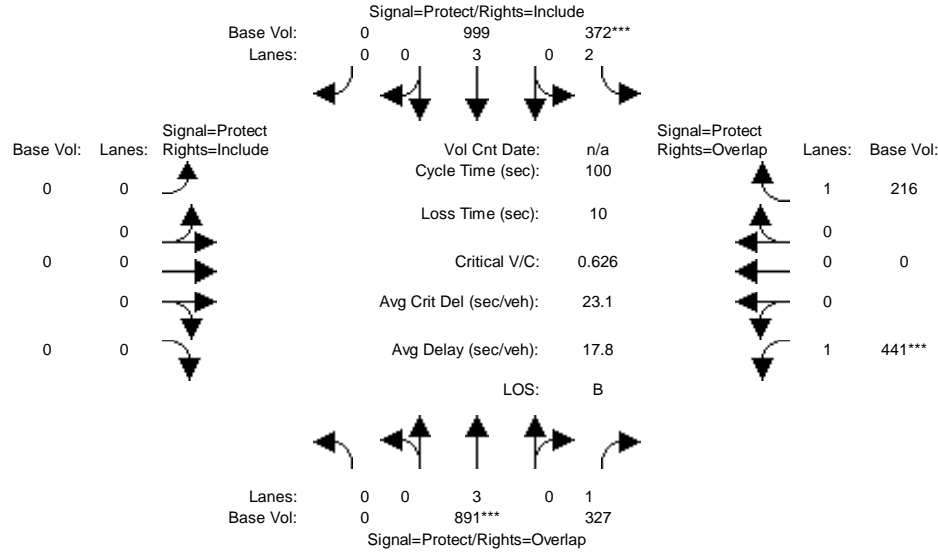 Signal=Protect/Rights=Include
Base Vol: 0 999 372***
Lanes: 0 0 3 0 2
Signal=Protect
Base Vol: Lanes: Rights=Include
Vol Cnt Date: n/a
Signal=Protect
Rights=Overlap Lanes: Base Vol:
Cycle Time (sec): 100
0 0
1 216
Loss Time (sec): 10
0
0
0 0
Critical V/C: 0.626
0 0
0
Avg Crit Del (sec/veh): 23.1
0
0 0
Avg Delay (sec/veh): 17.8
1 441***
LOS: B
Lanes: 0 0 3 0 1
Base Vol: 0 891*** 327
Signal=Protect/Rights=Overlap